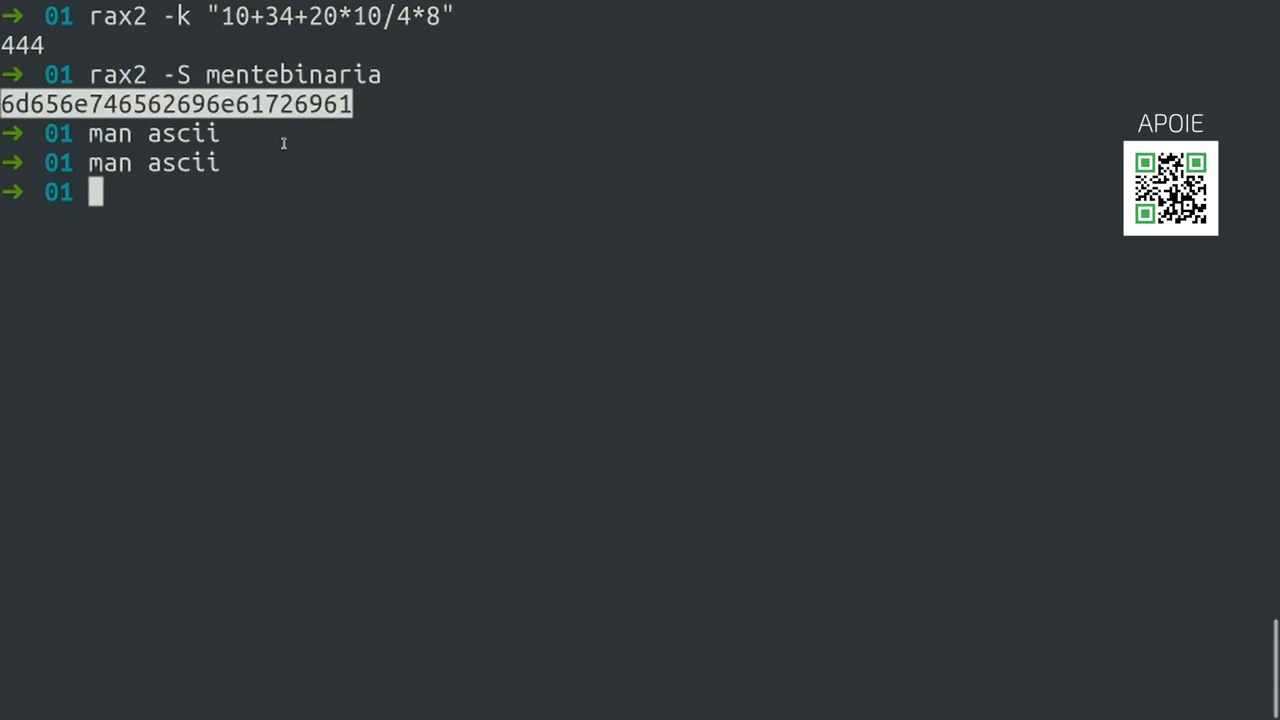 → 01 rax2 -k "10+34+20*10/4*8"
444
→ 01 rax2 -S mentebinaria
6d656e746562696e61726961
→ 01 man ascii
→ 01 man ascii
→ 01
APOIE